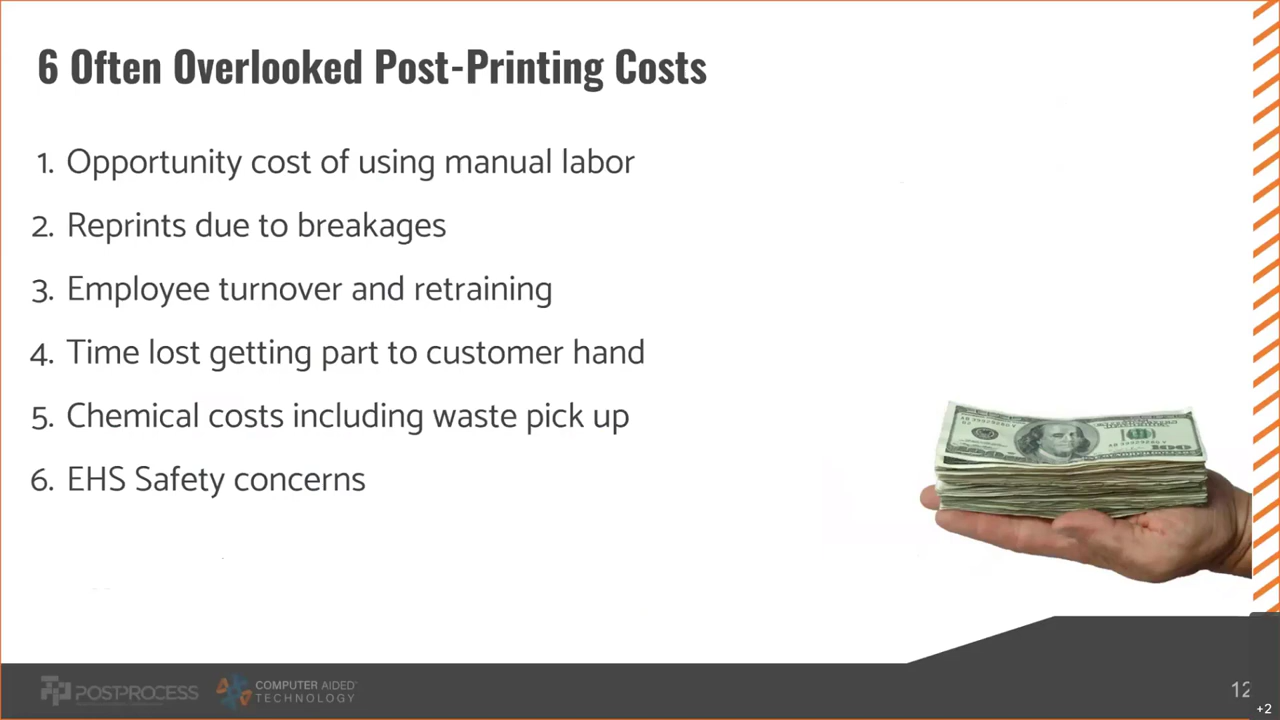 6 Often Overlooked Post-Printing Costs
1. Opportunity cost of using manual labor
2. Reprints due to breakages
3. Employee turnover and retraining
4. Time lost getting part to customer hand
5. Chemical costs including waste pick up
6. EHS Safety concerns
POSTPROCESS
COMPUTER AIDED
TECHNOLOGY
12
+2